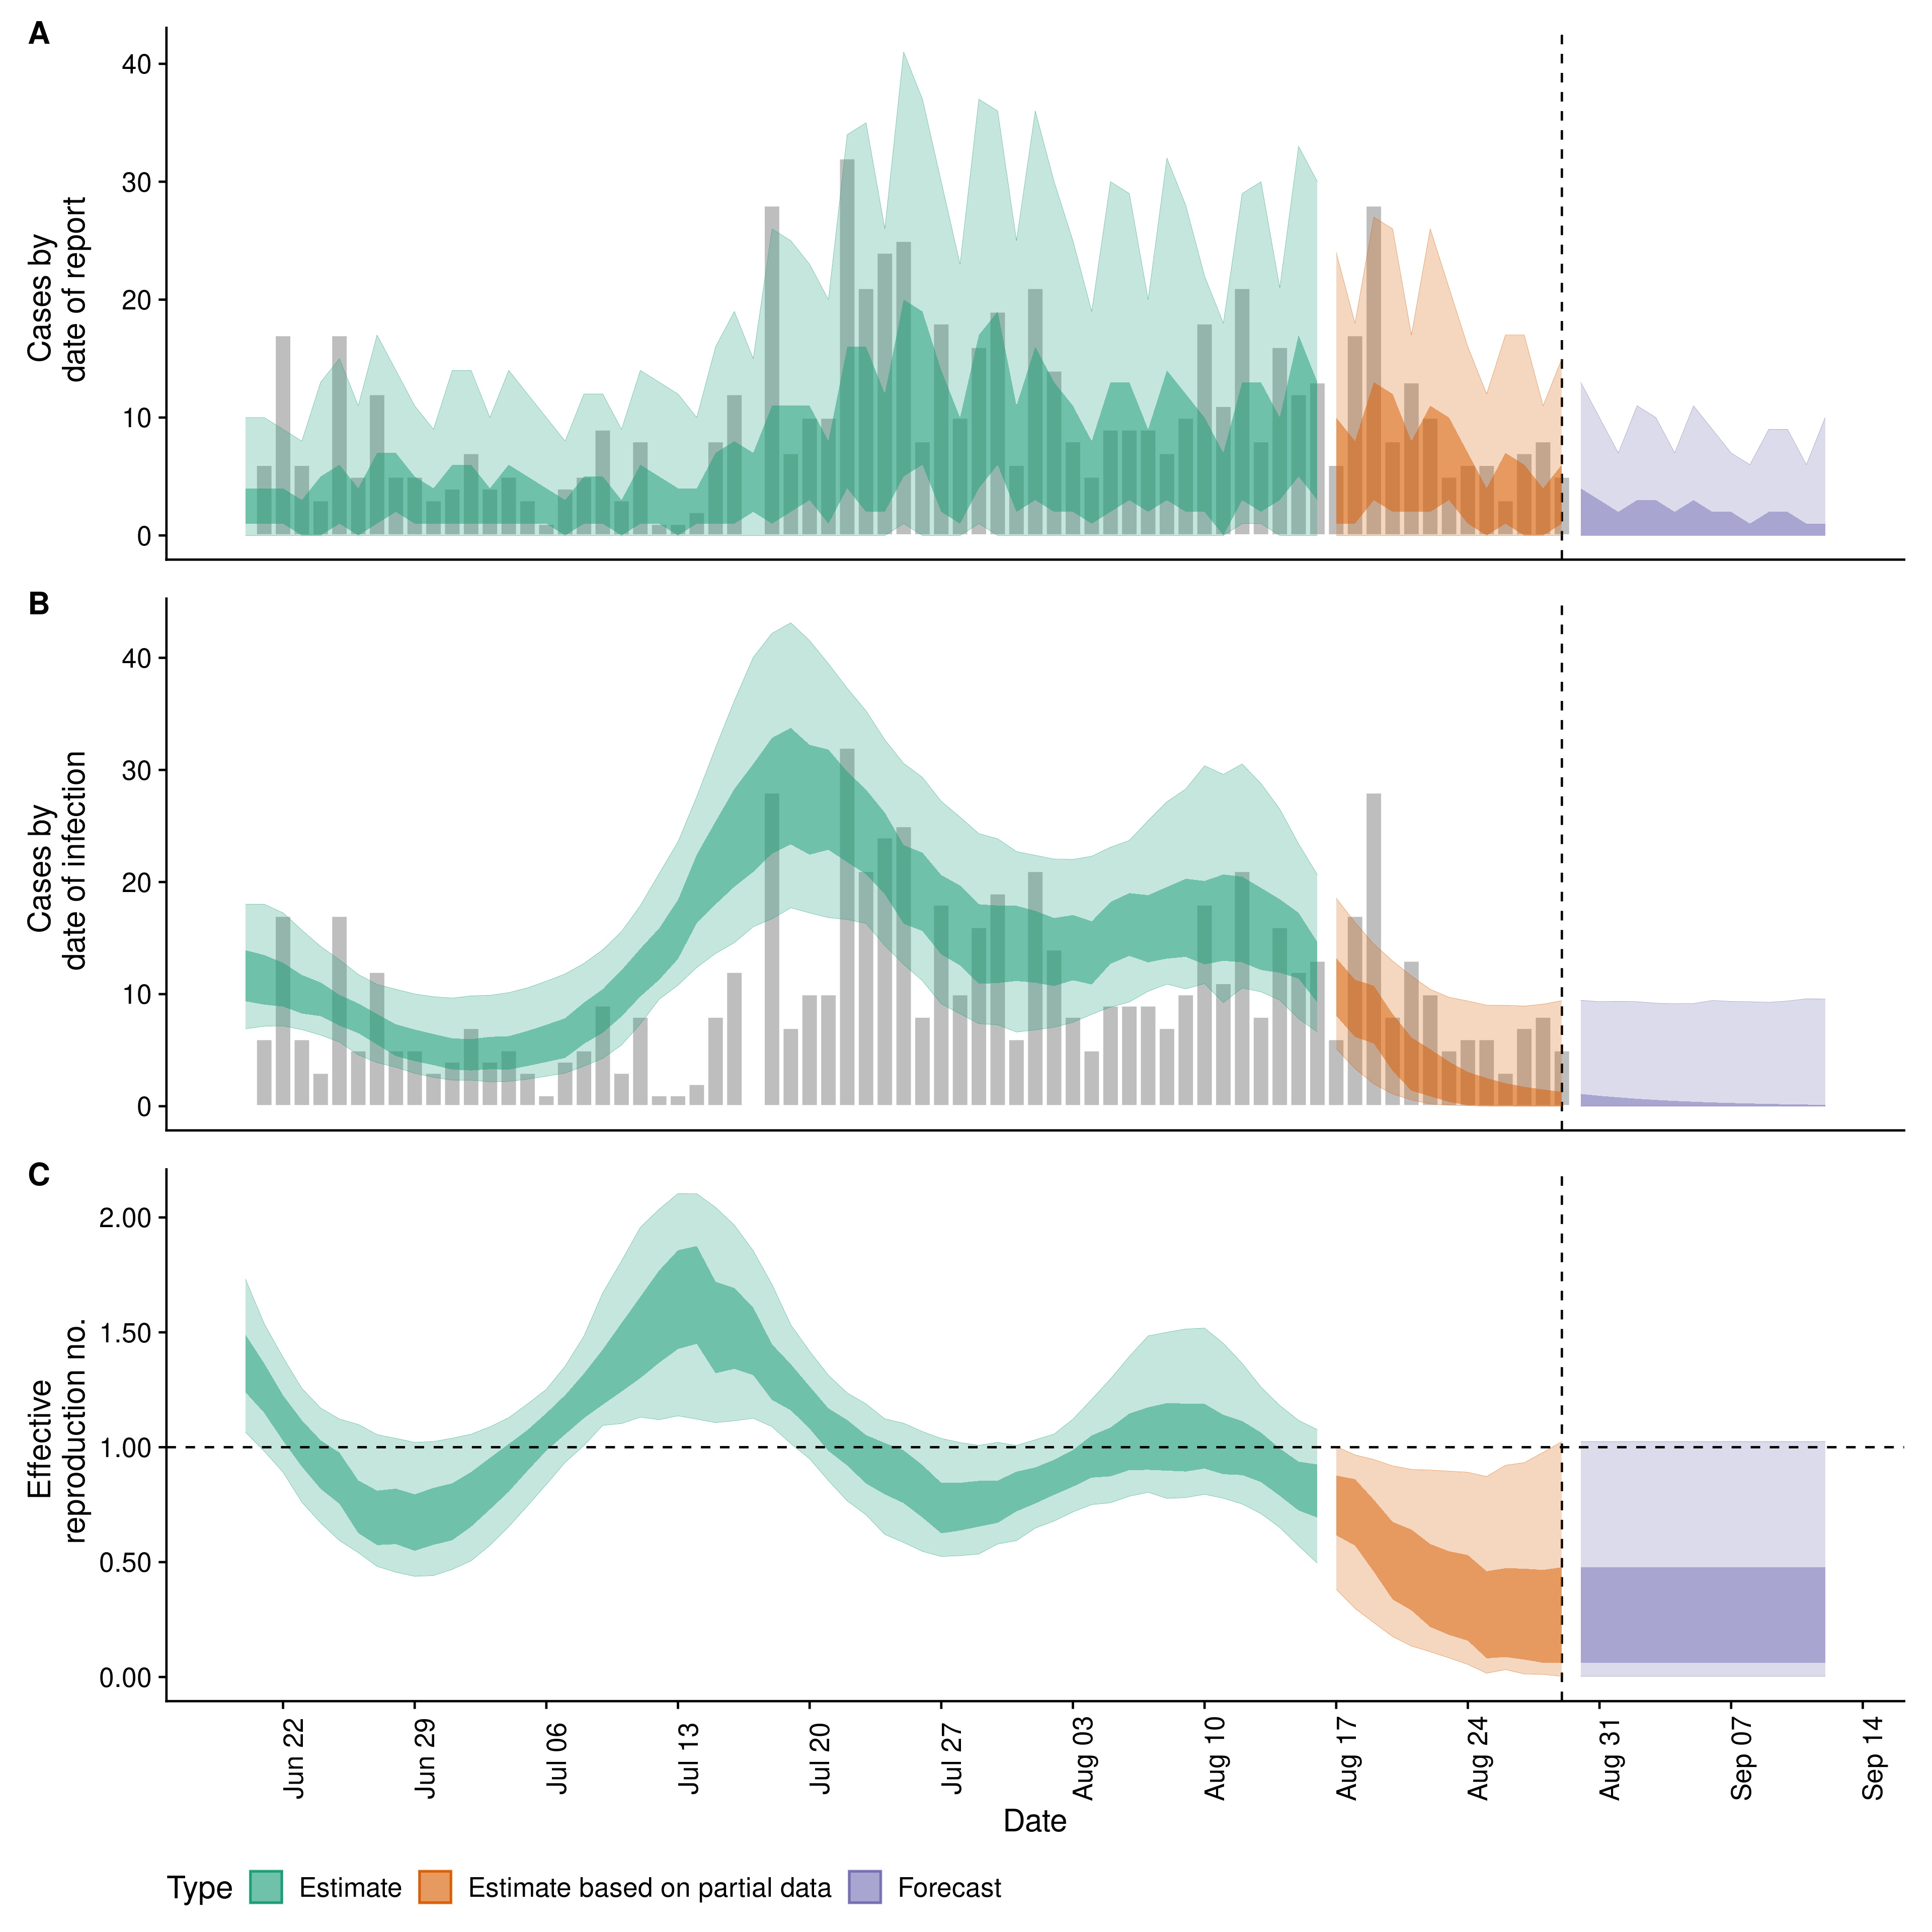 A
Cases by
date of report
40
30
20
10
0
B
Cases by
date of infection
40
30
20
10
0
C
Effective
reproduction no.
2.00
1.50
1.00
0.50
0.00
Jun 22
Jun 29
Jul 06
Jul 13
Jul 20
Jul 27
Aug 03
Aug 10
Aug 17
Aug 24
Aug 31
Sep 07
Sep 14
Date
Type Estimate Estimate based on partial data Forecast